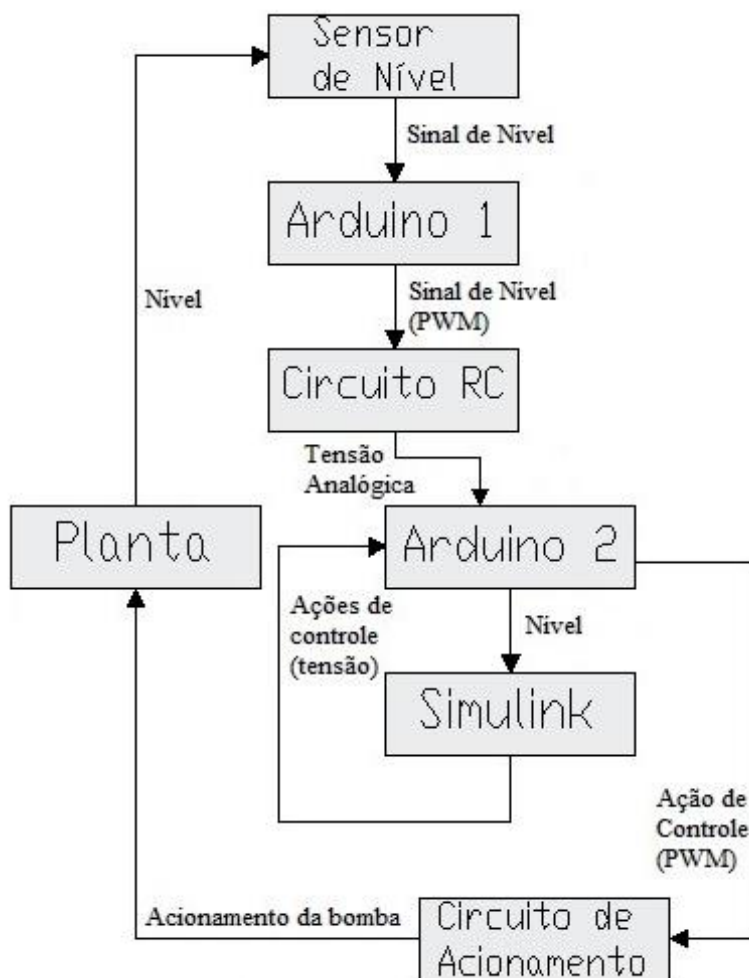 Sensor
de Nível
Sinal de Nível
Arduino 1
Nível
Sinal de Nível
(PWM)
Circuito RC
Tensão
Analógica
Planta
Arduino 2
Ações de
controle
(tensão)
Nível
Simulink
Ação de
Controle
(PWM)
Acionamento da bomba
Circuito de
Acionamento